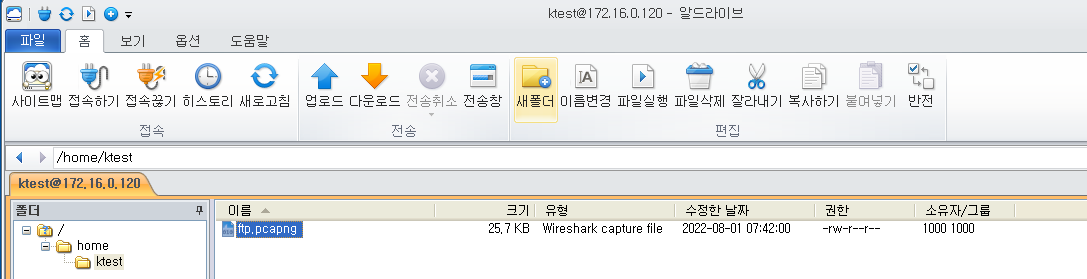 ktest@172.16.0.120 - 알드라이브
파일 홈 보기 옵션 도움말
사이트맵 접속하기 접속끊기 히스토리 새로고침 업로드 다운로드 전송취소 전송창 새폴더 이름변경 파일실행 파일삭제 잘라내기 복사하기 붙여넣기 반전
접속 전송 편집
/home/ktest
ktest@172.16.0.120
폴더 이름 크기 유형 수정한 날짜 권한 소유자/그룹
/ ftp.pcapng 25.7 KB Wireshark capture file 2022-08-01 07:42:00 -rw-r--r-- 1000 1000
home
ktest